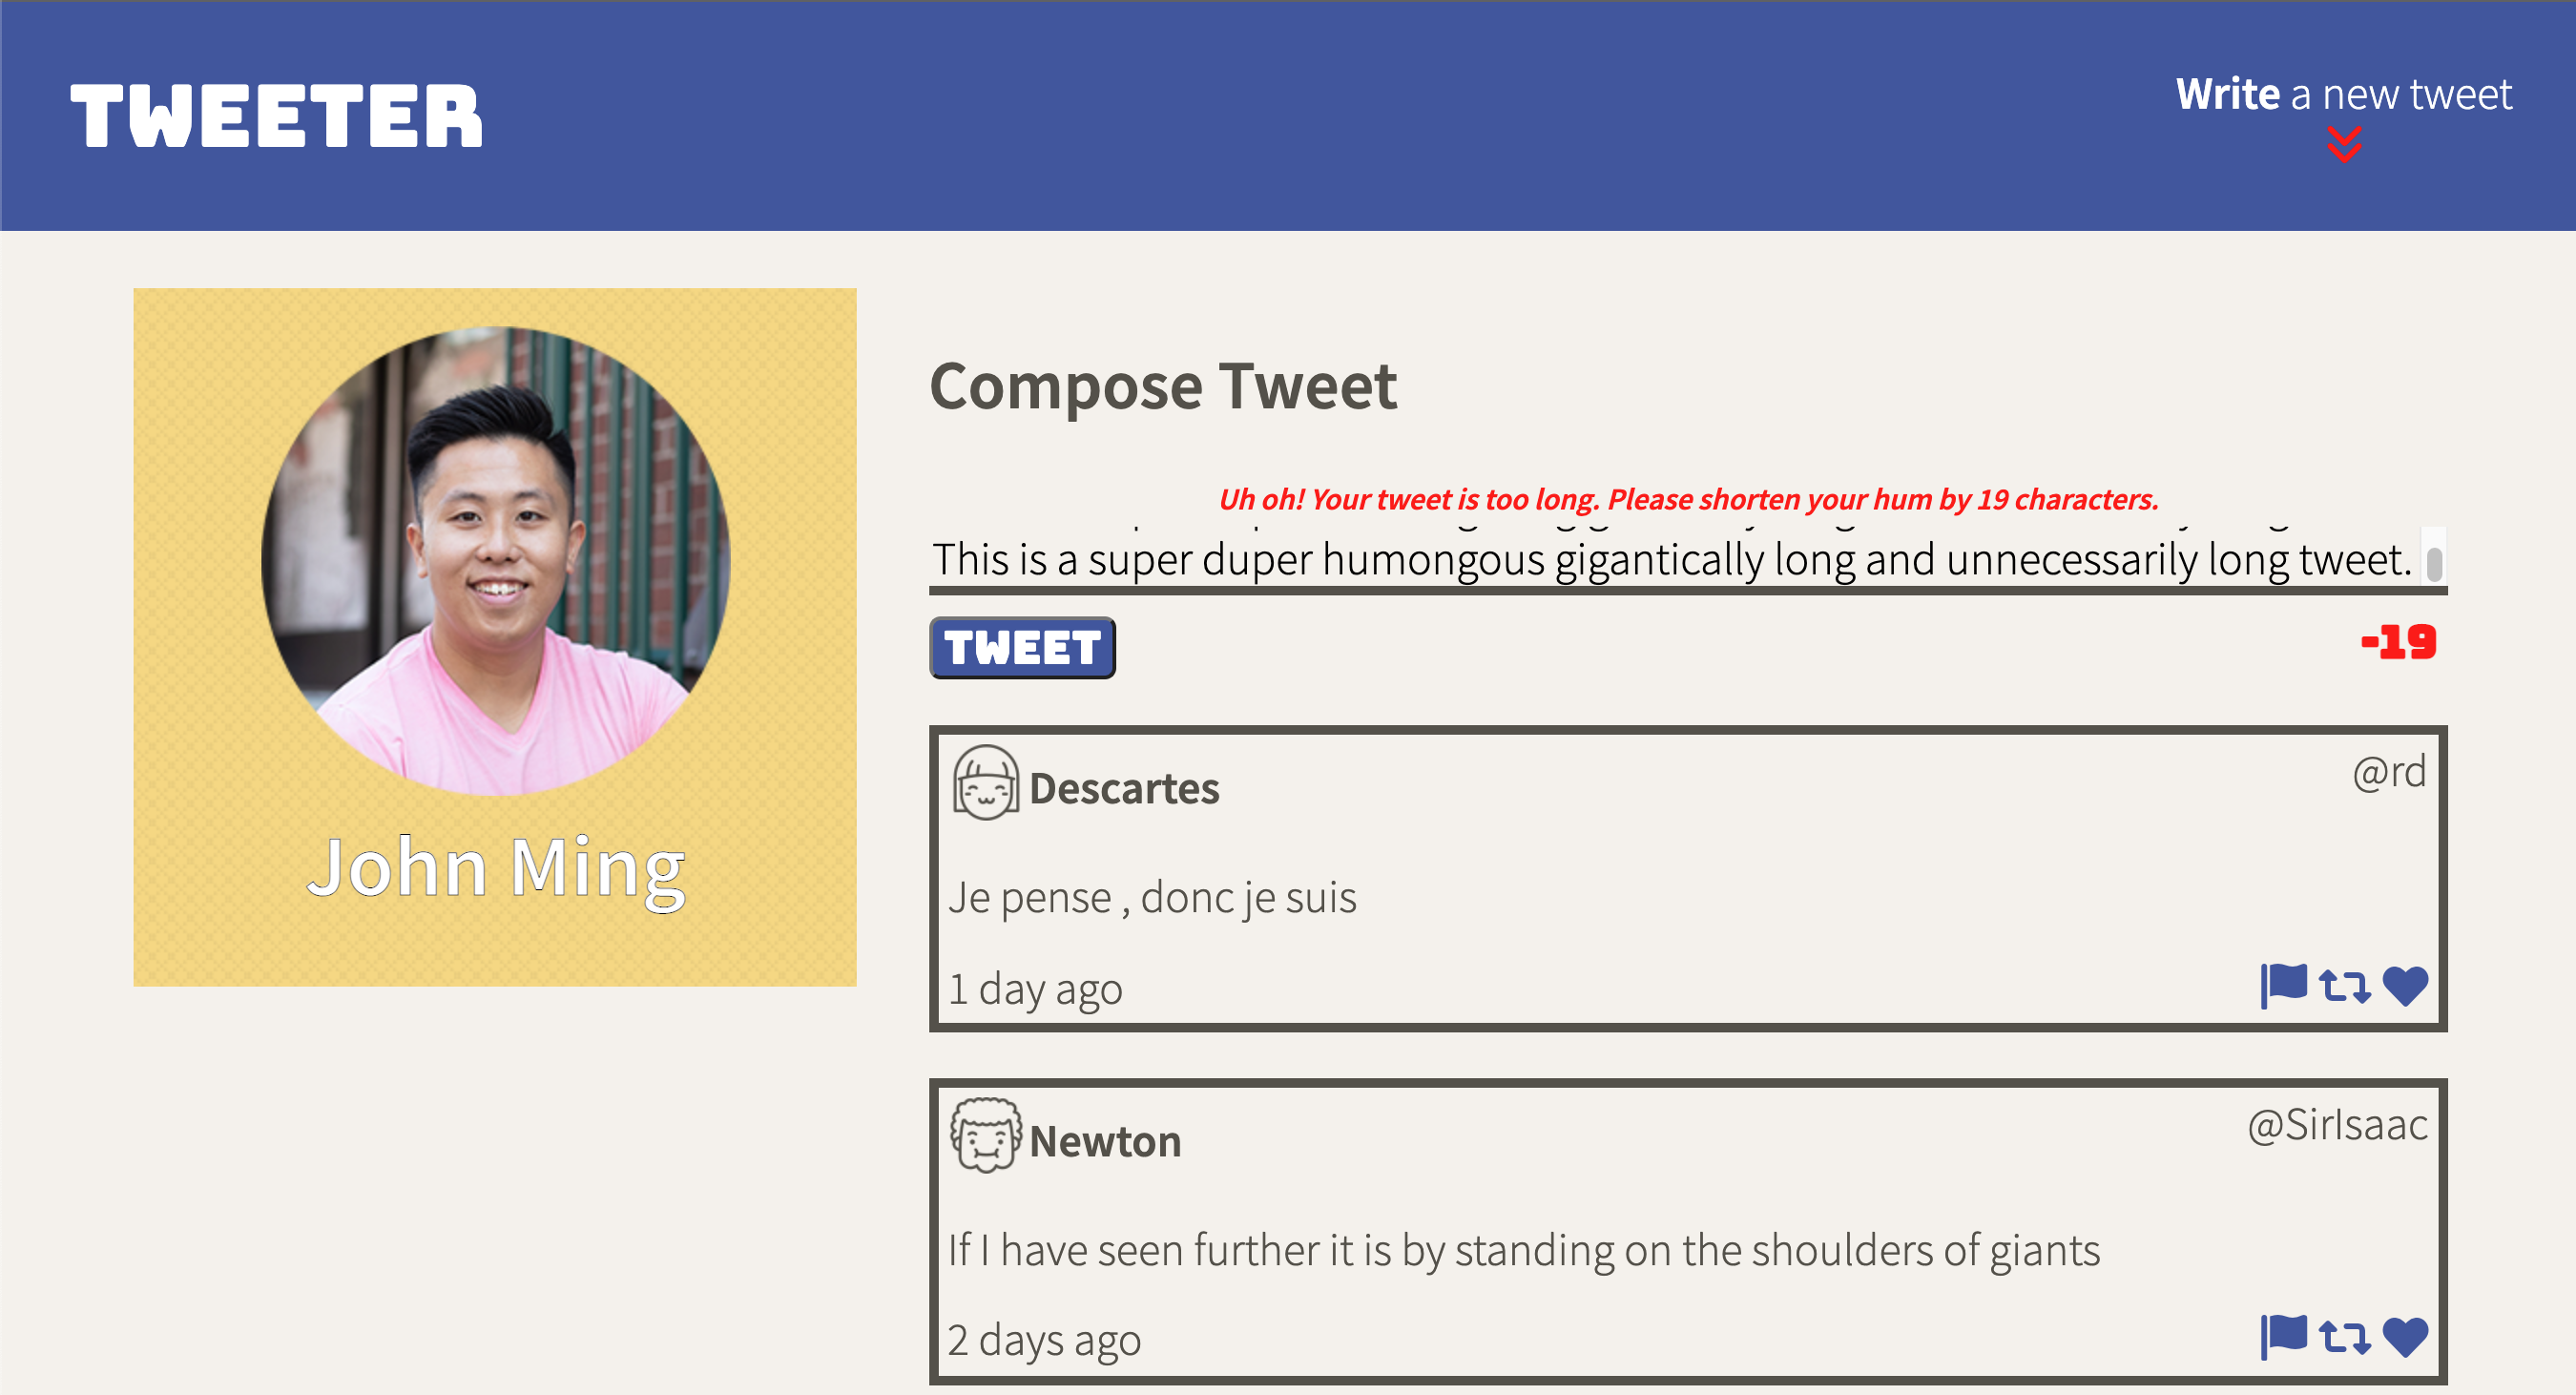 TWEETER
Write a new tweet
John Ming
Compose Tweet
Uh oh! Your tweet is too long. Please shorten your hum by 19 characters.
This is a super duper humongous gigantically long and unnecessarily long tweet.
TWEET
-19
Descartes
@rd
Je pense , donc je suis
1 day ago
Newton
@SirIsaac
If I have seen further it is by standing on the shoulders of giants
2 days ago